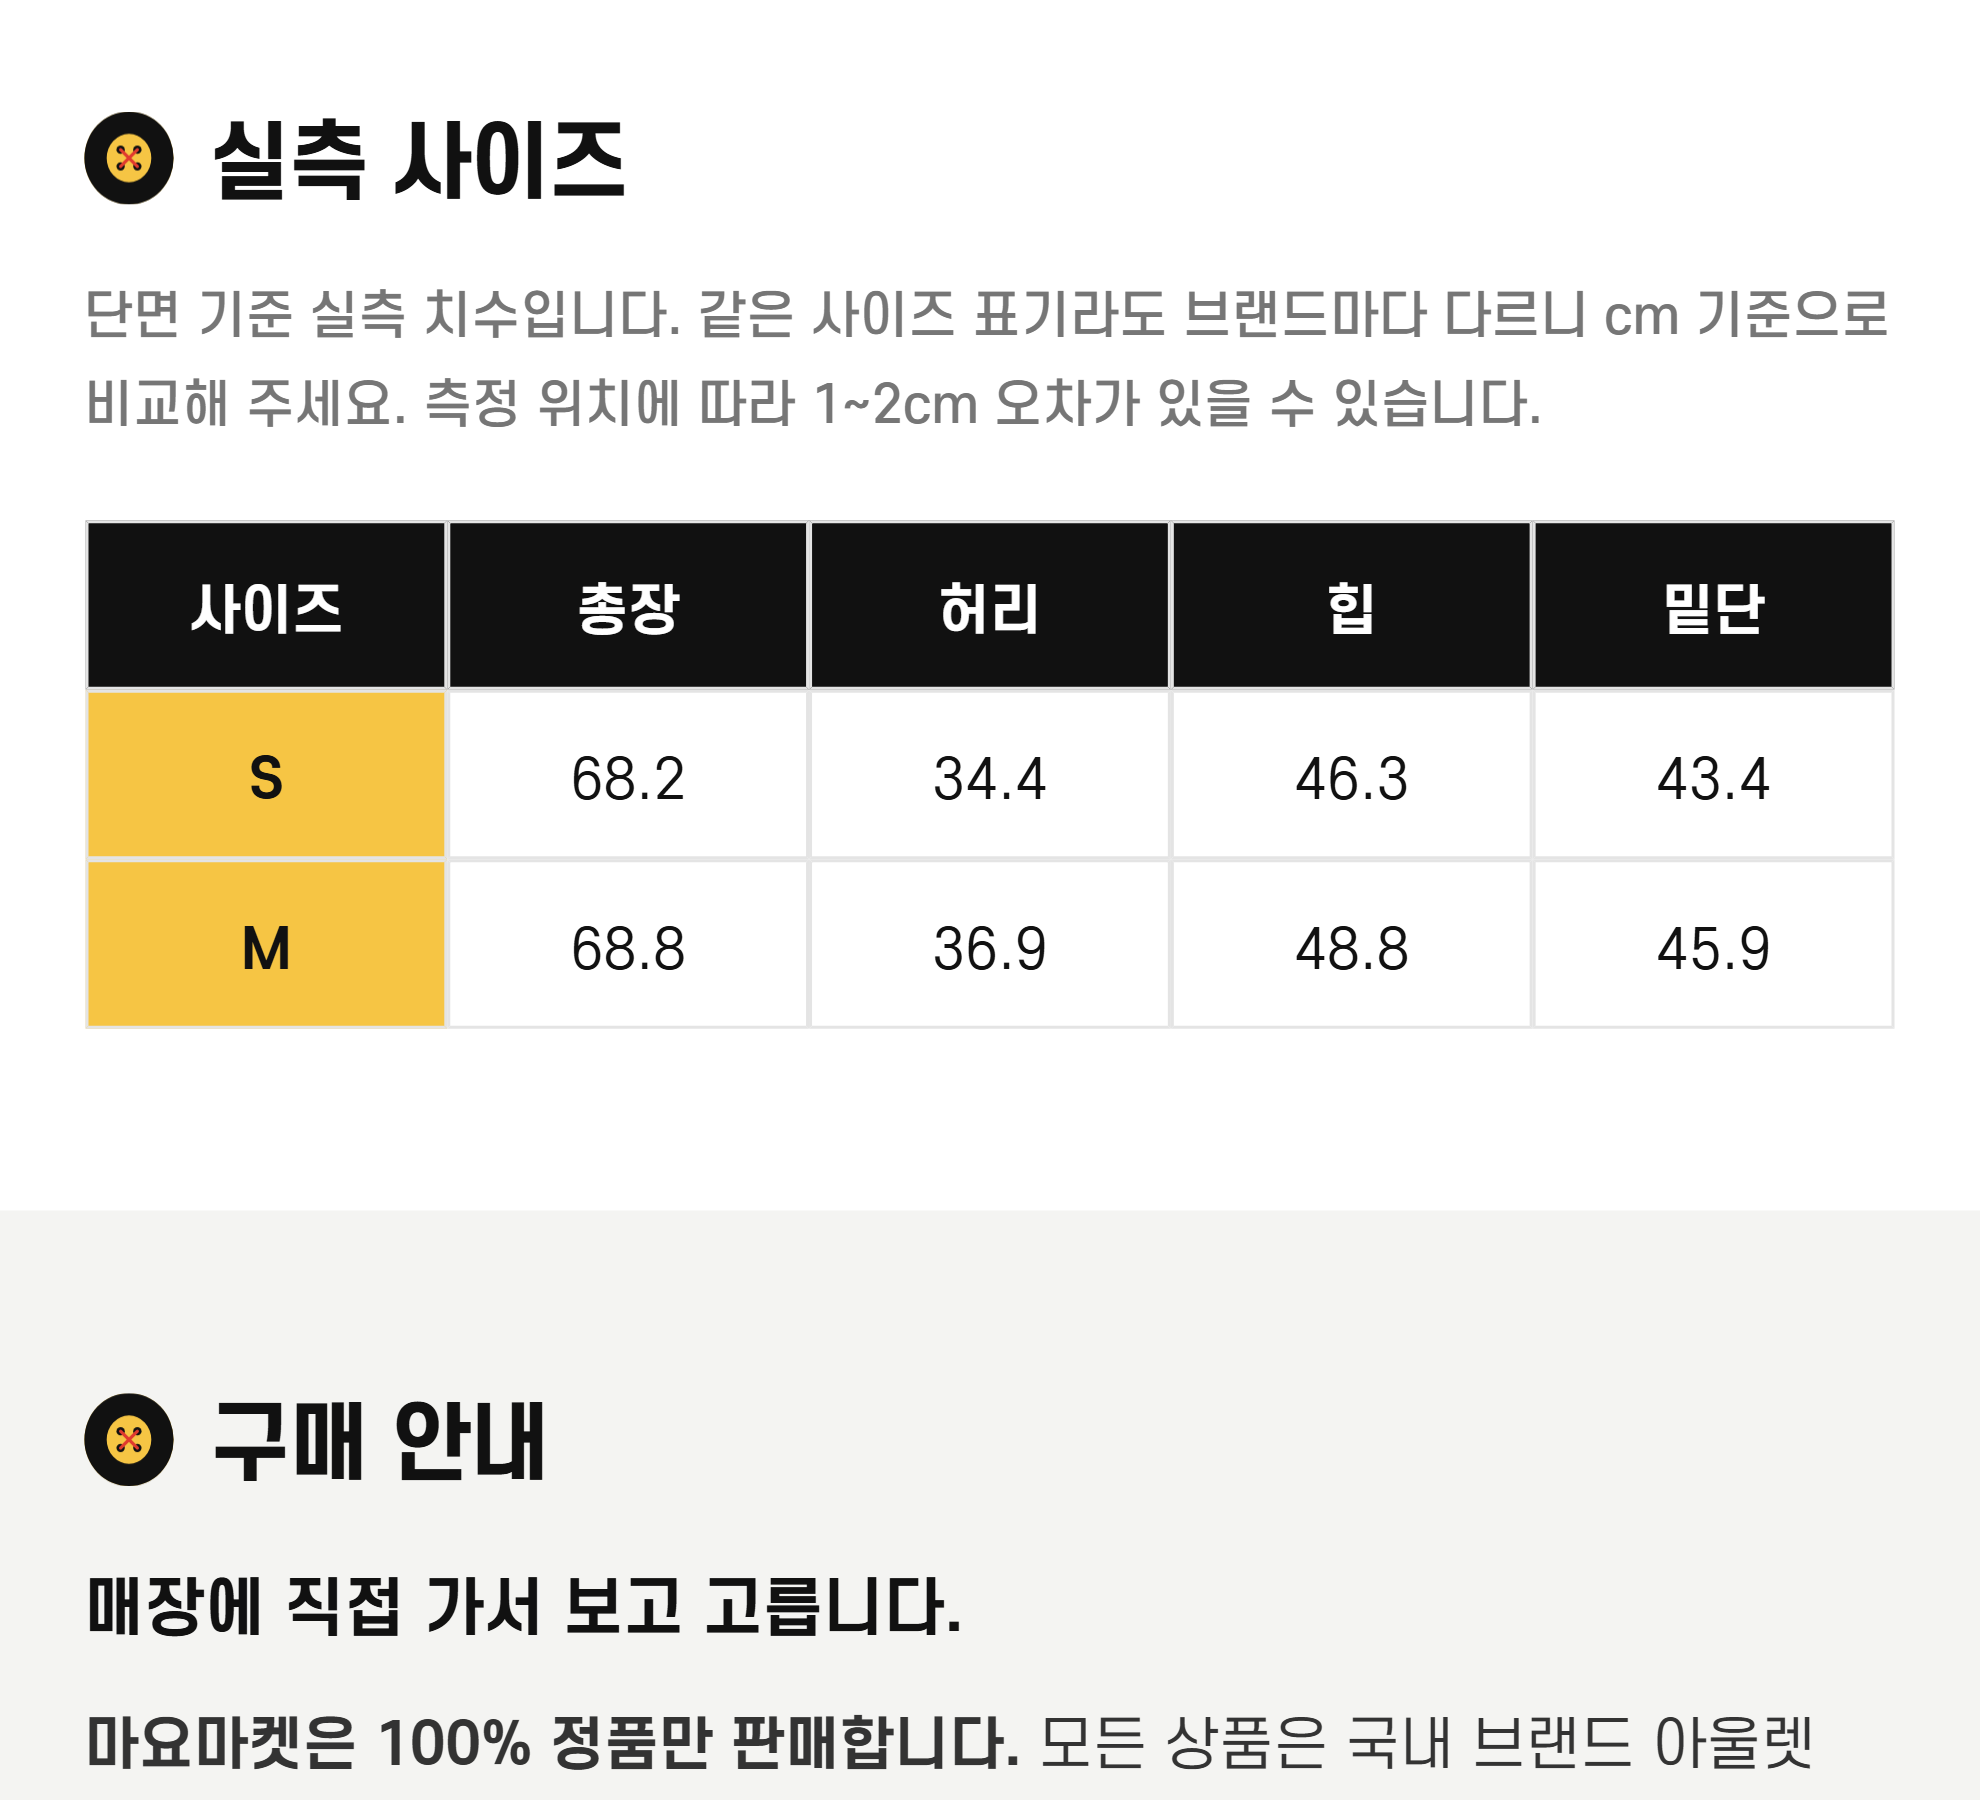 실측 사이즈
단면 기준 실측 치수입니다. 같은 사이즈 표기라도 브랜드마다 다르니 cm 기준으로
비교해 주세요. 측정 위치에 따라 1~2cm 오차가 있을 수 있습니다.
사이즈 총장 허리 힙 밑단
S 68.2 34.4 46.3 43.4
M 68.8 36.9 48.8 45.9
구매 안내
매장에 직접 가서 보고 고릅니다.
마요마켓은 100% 정품만 판매합니다. 모든 상품은 국내 브랜드 아울렛